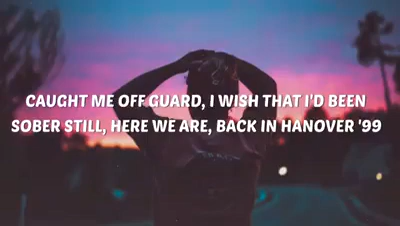 CAUGHT ME OFF GUARD, I WISH THAT I'D BEEN
SOBER STILL, HERE WE ARE, BACK IN HANOVER '99